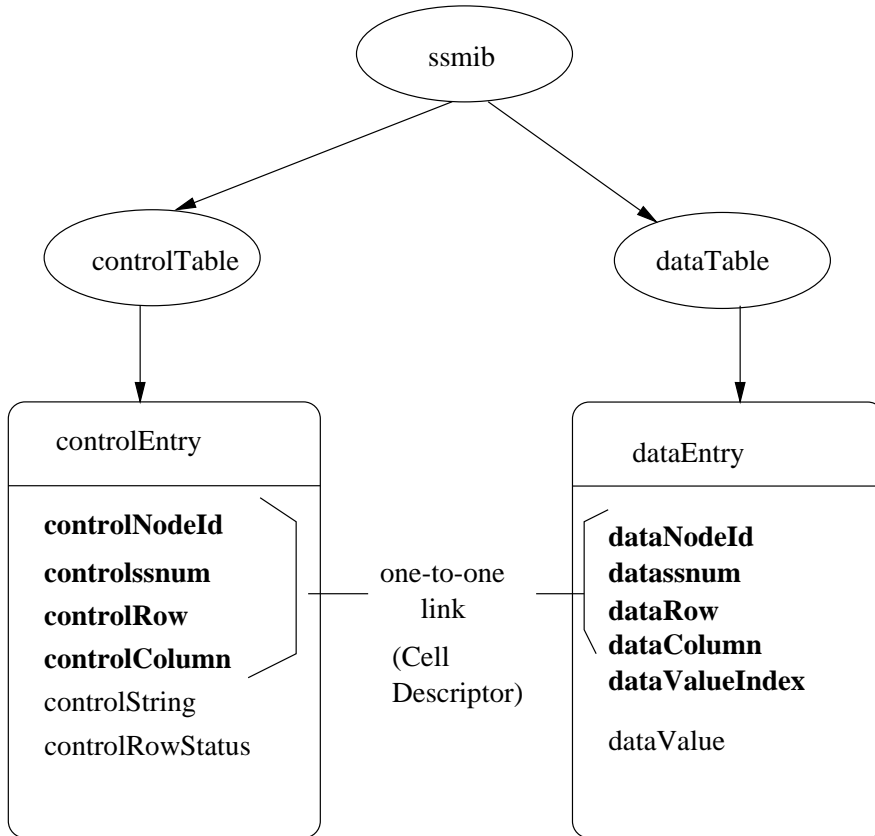 ssmib
controlTable
dataTable
controlEntry
controlNodeId
controlssnum
controlRow
controlColumn
controlString
controlRowStatus
one-to-one
link
(Cell
Descriptor)
dataEntry
dataNodeId
datassnum
dataRow
dataColumn
dataValueIndex
dataValue